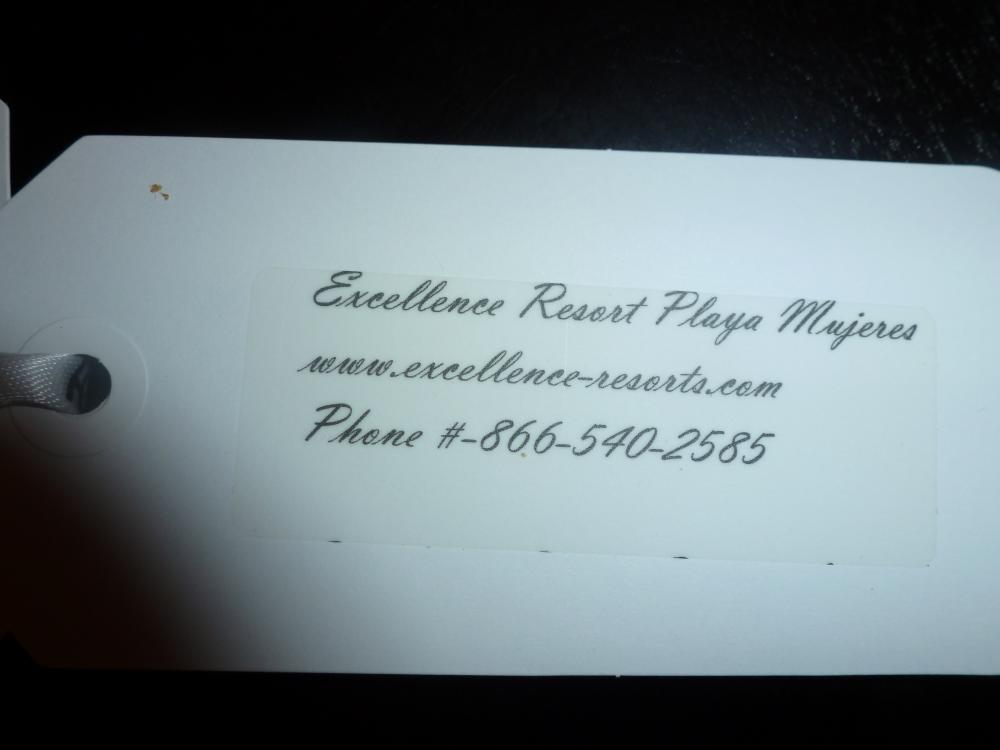 Excellence Resort Playa Mujeres
www.excellence-resorts.com
Phone #-866-540-2585